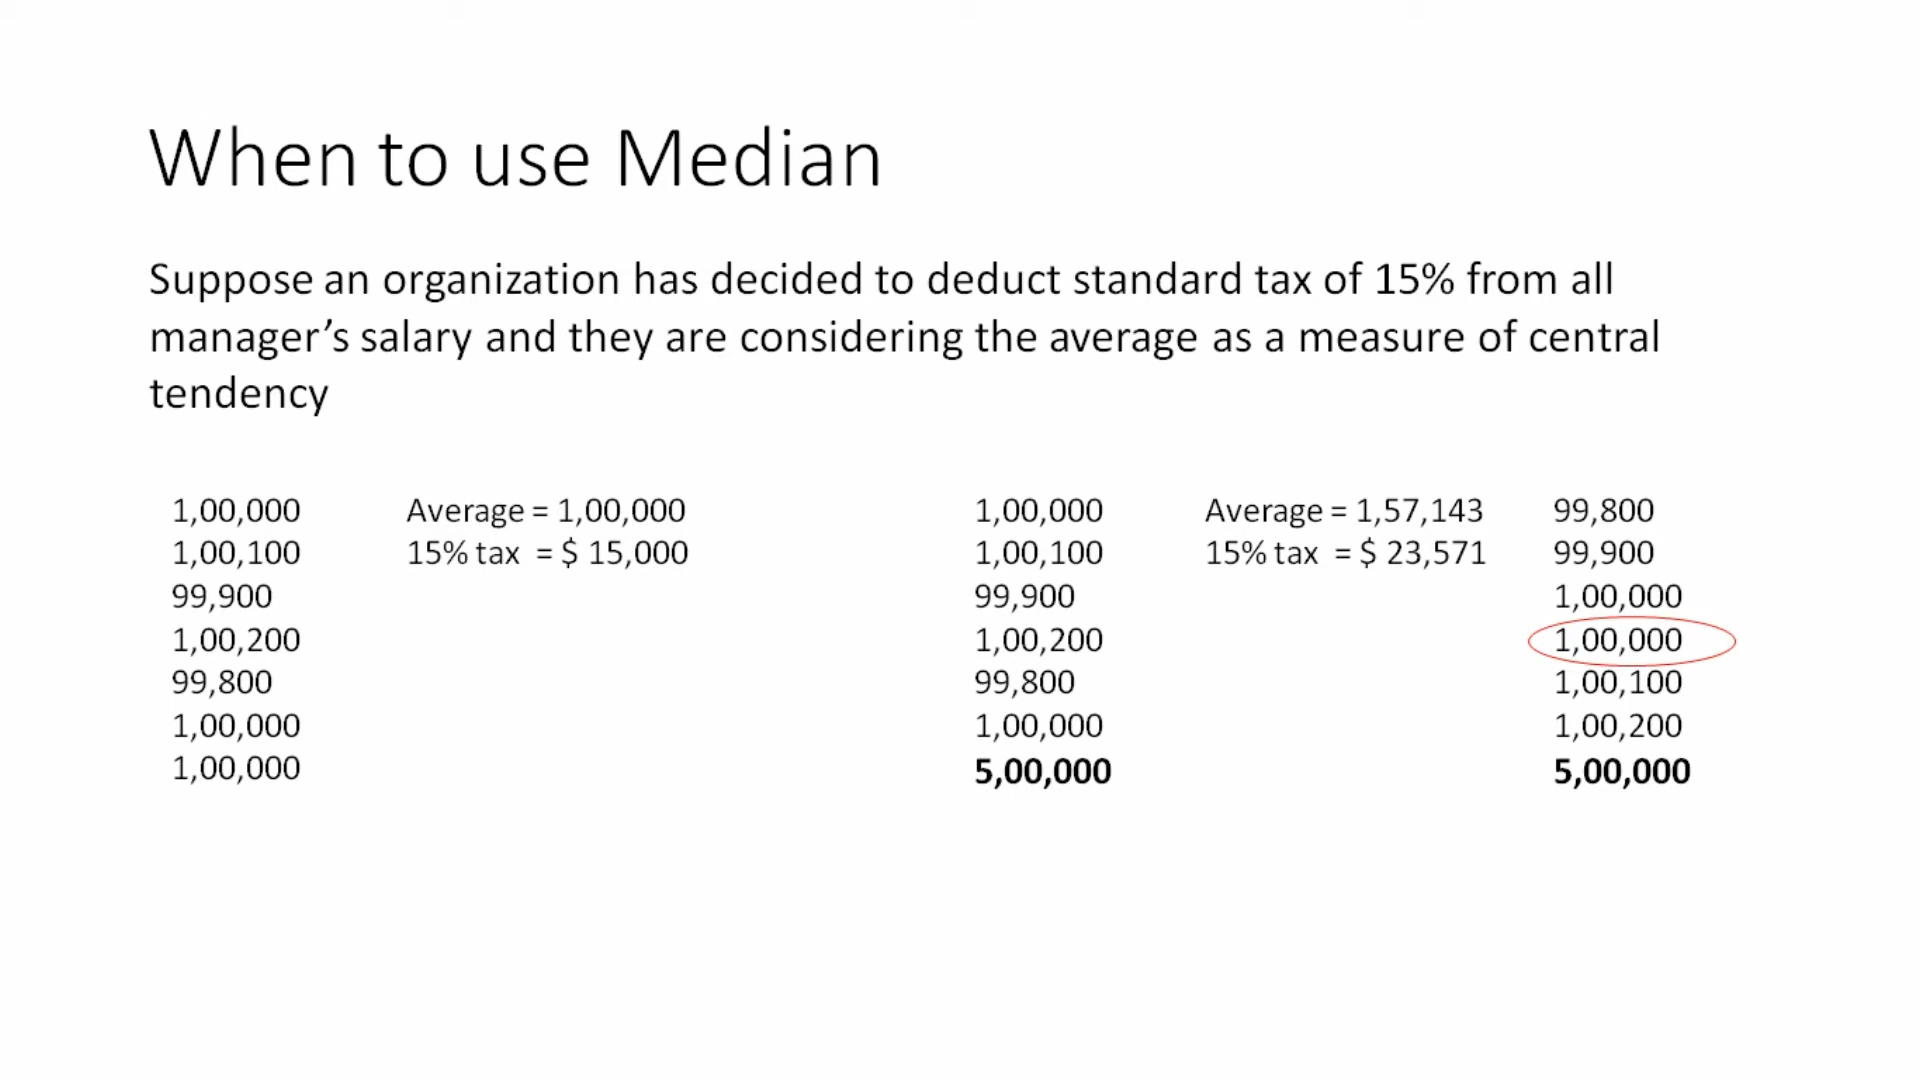 When to use Median
Suppose an organization has decided to deduct standard tax of 15% from all
manager’s salary and they are considering the average as a measure of central
tendency
1,00,000
1,00,100
99,900
1,00,200
99,800
1,00,000
1,00,000
Average = 1,00,000
15% tax = $ 15,000
1,00,000
1,00,100
99,900
1,00,200
99,800
1,00,000
5,00,000
Average = 1,57,143
15% tax = $ 23,571
99,800
99,900
1,00,000
1,00,000
1,00,100
1,00,200
5,00,000